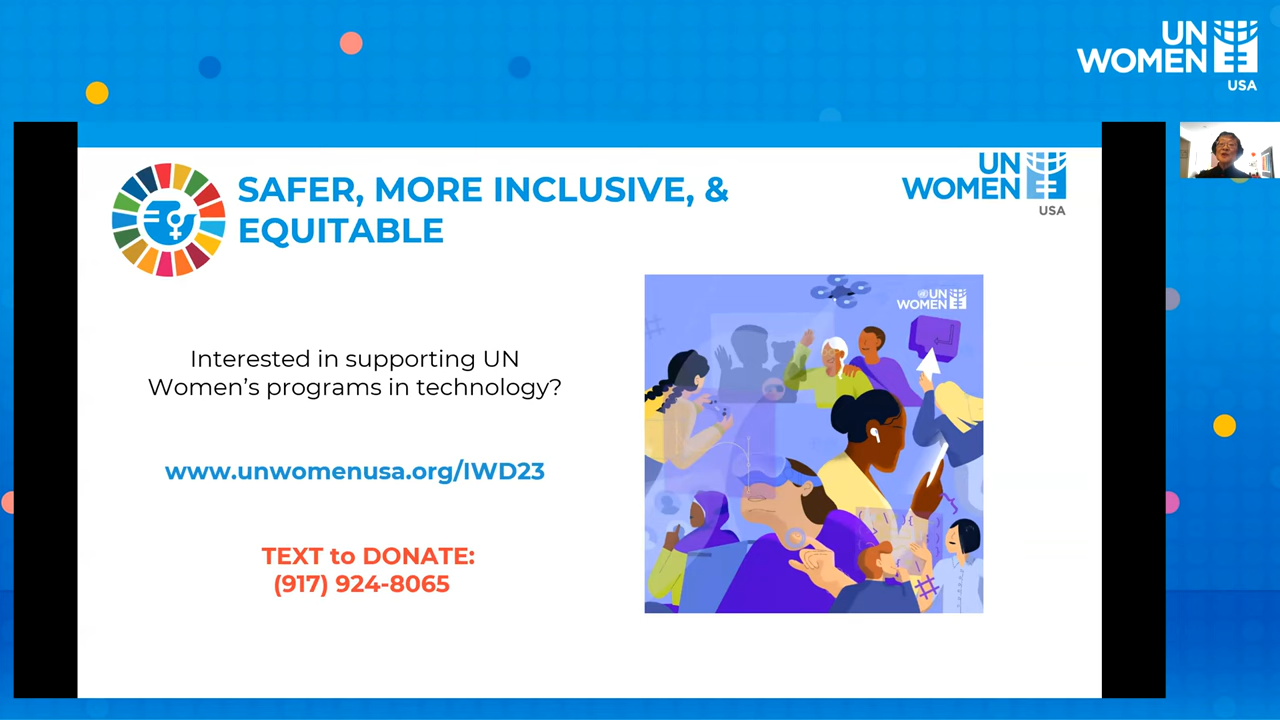 UN
WOMEN
USA
SAFER, MORE INCLUSIVE, &
EQUITABLE
UN
WOMEN
USA
UN
WOMEN
Interested in supporting UN
Women's programs in technology?
www.unwomenusa.org/IWD23
TEXT to DONATE:
(917) 924-8065